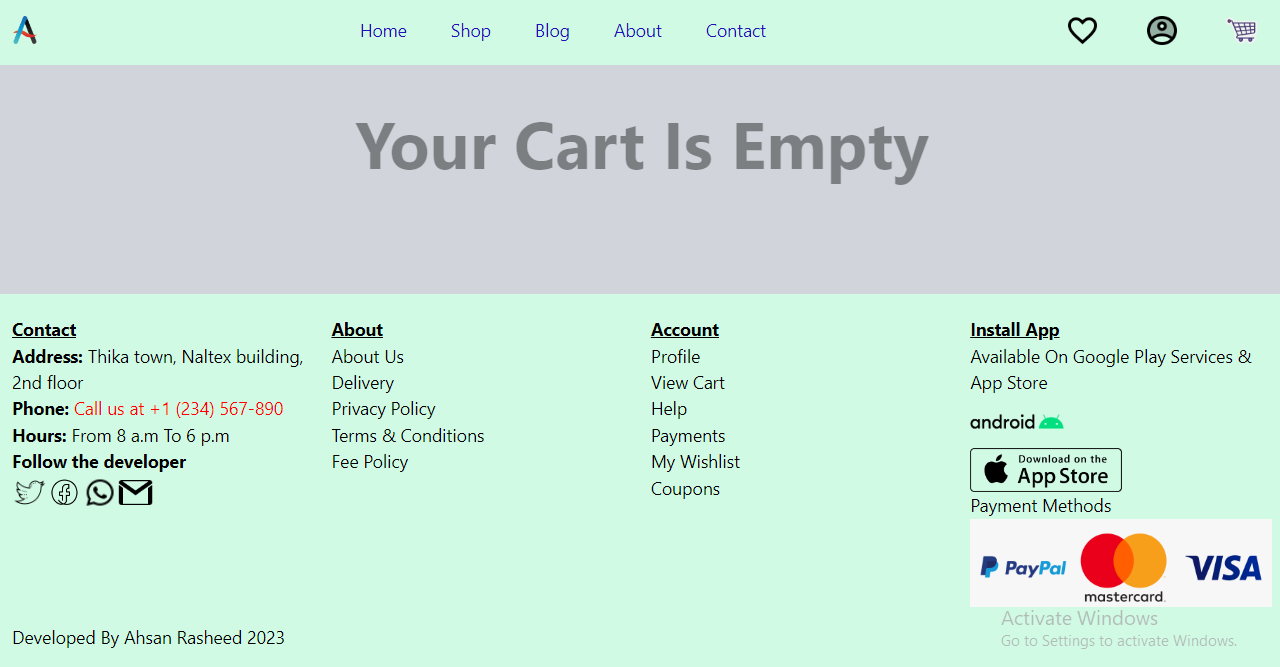 Home Shop Blog About Contact
Your Cart Is Empty
Contact
Address: Thika town, Naltex building,
2nd floor
Phone: Call us at +1 (234) 567-890
Hours: From 8 a.m To 6 p.m
Follow the developer
About
About Us
Delivery
Privacy Policy
Terms & Conditions
Fee Policy
Account
Profile
View Cart
Help
Payments
My Wishlist
Coupons
Install App
Available On Google Play Services &
App Store
android
Download on the
App Store
Payment Methods
PayPal mastercard. VISA
Developed By Ahsan Rasheed 2023
Activate Windows
Go to Settings to activate Windows.